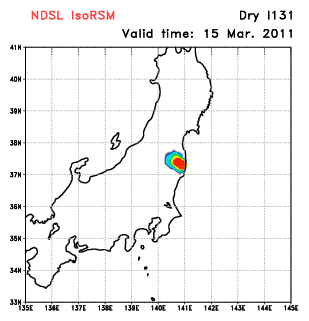 NDSL IsoRSM Dry I131
Valid time: 15 Mar. 2011
41N
40N
39N
38N
37N
36N
35N
34N
33N
135E 136E 137E 138E 139E 140E 141E 142E 143E 144E 145E